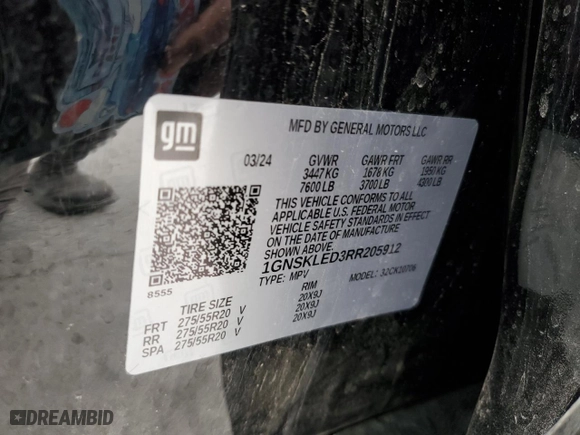 gm
MFD BY GENERAL MOTORS LLC
03/24 GVWR GAWR FRT GAWR RR
3447 KG 1678 KG 1950 KG
7600 LB 3700 LB 4300 LB
THIS VEHICLE CONFORMS TO ALL
APPLICABLE U.S. FEDERAL MOTOR
VEHICLE SAFETY STANDARDS IN
EFFECT ON THE DATE OF MANUFACTURE
SHOWN ABOVE.
1GNSKLED3RR205912
TYPE: MPV MODEL:
8555
TIRE SIZE RIM
FRT 275/55R20 V 20X9J
RR 275/55R20 V 20X9J
SPA 275/55R20 V 20X9J
DREAMBID